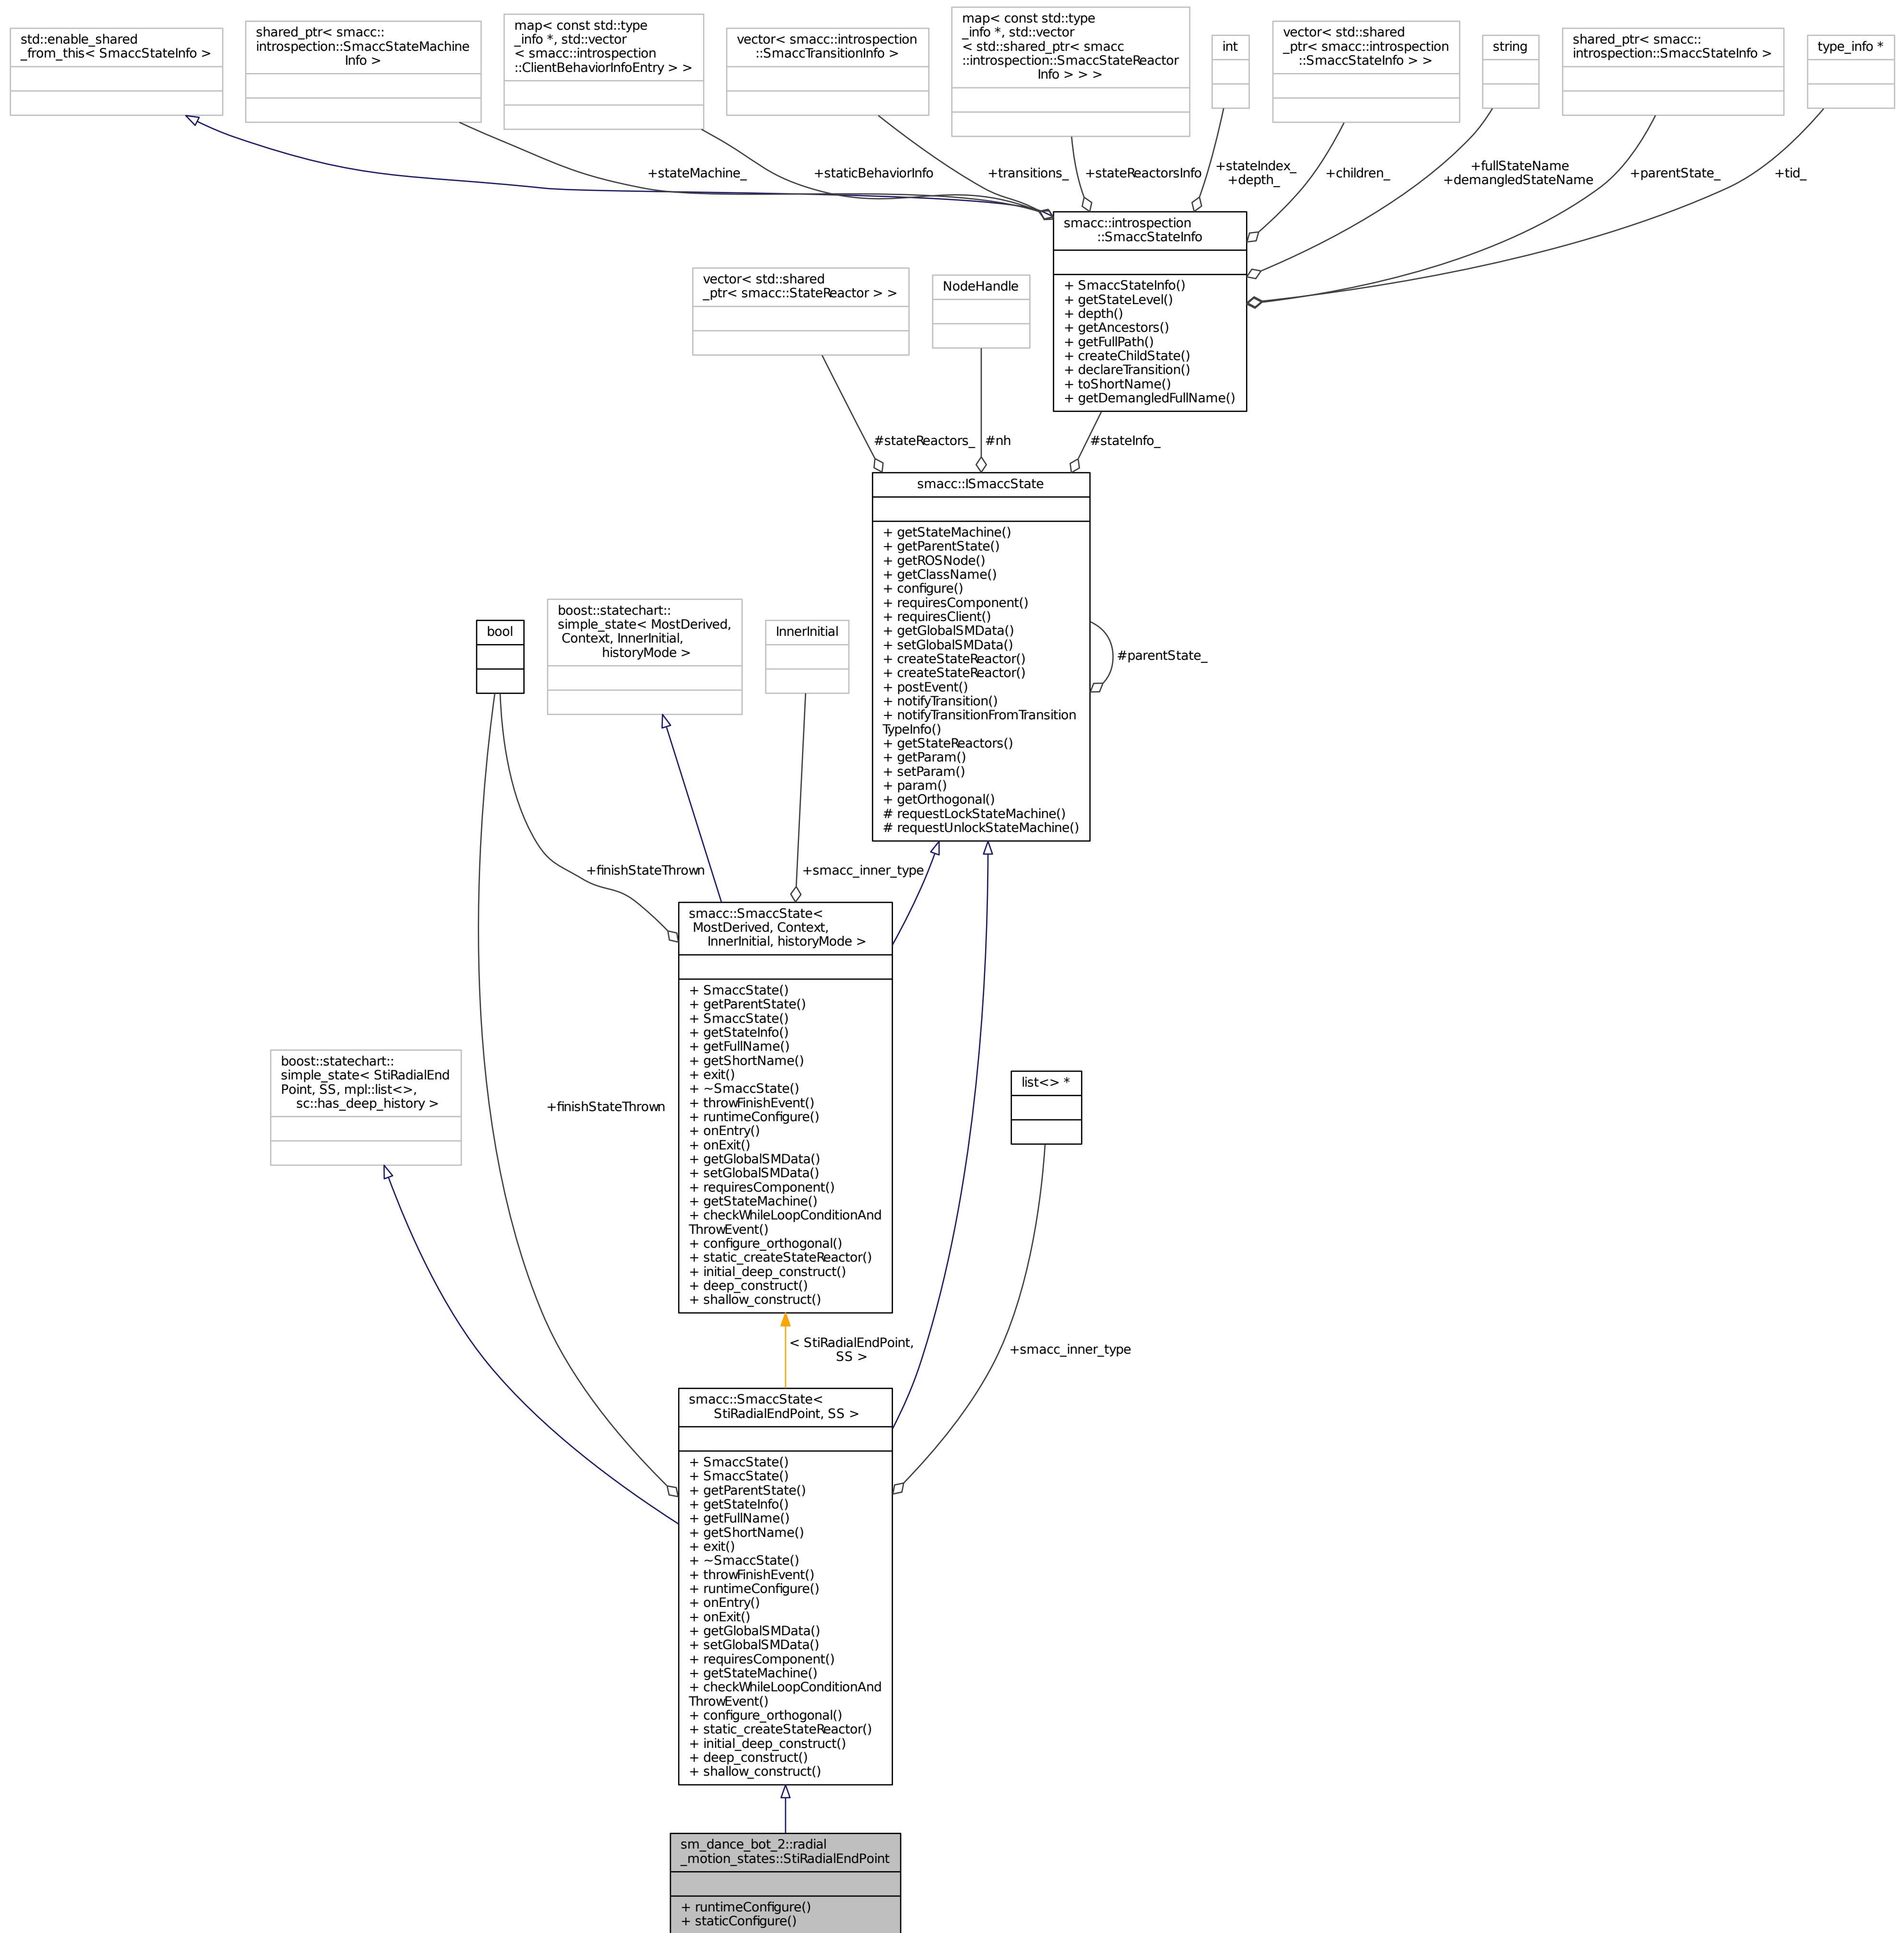 std::enable_shared
_from_this< SmaccStateInfo >
shared_ptr< smacc::
introspection::SmaccStateMachine
Info >
map< const std::type
_info *, std::vector
< smacc::introspection
::ClientBehaviorInfoEntry > >
vector< smacc::introspection
::SmaccTransitionInfo >
map< const std::type
_info *, std::vector
< std::shared_ptr< smacc
::introspection::SmaccStateReactor
Info > > >
int
vector< std::shared
_ptr< smacc::introspection
::SmaccStateInfo > >
string
shared_ptr< smacc::
introspection::SmaccStateInfo >
type_info *
+stateMachine_
+staticBehaviorInfo
+transitions_
+stateReactorsInfo
+stateIndex_
+depth_
+children_
+fullStateName
+demangledStateName
+parentState_
+tid_
smacc::introspection
::SmaccStateInfo
+ SmaccStateInfo()
+ getStateLevel()
+ depth()
+ getAncestors()
+ getFullPath()
+ createChildState()
+ declareTransition()
+ toShortName()
+ getDemangledFullName()
vector< std::shared
_ptr< smacc::StateReactor > >
NodeHandle
#stateReactors_
#nh
#stateInfo_
smacc::ISmaccState
+ getStateMachine()
+ getParentState()
+ getROSNode()
+ getClassName()
+ configure()
+ requiresComponent()
+ requiresClient()
+ getGlobalSMData()
+ setGlobalSMData()
+ createStateReactor()
+ createStateReactor()
+ postEvent()
+ notifyTransition()
+ notifyTransitionFromTransition
TypeInfo()
+ getStateReactors()
+ getParam()
+ setParam()
+ param()
+ getOrthogonal()
# requestLockStateMachine()
# requestUnlockStateMachine()
#parentState_
bool
boost::statechart::
simple_state< MostDerived,
Context, InnerInitial,
historyMode >
InnerInitial
+finishStateThrown
+smacc_inner_type
smacc::SmaccState<
MostDerived, Context,
InnerInitial, historyMode >
+ SmaccState()
+ getParentState()
+ SmaccState()
+ getStateInfo()
+ getFullName()
+ getShortName()
+ exit()
+ ~SmaccState()
+ throwFinishEvent()
+ runtimeConfigure()
+ onEntry()
+ onExit()
+ getGlobalSMData()
+ setGlobalSMData()
+ requiresComponent()
+ getStateMachine()
+ checkWhileLoopConditionAnd
ThrowEvent()
+ configure_orthogonal()
+ static_createStateReactor()
+ initial_deep_construct()
+ deep_construct()
+ shallow_construct()
boost::statechart::
simple_state< StiRadialEnd
Point, SS, mpl::list<>,
sc::has_deep_history >
+finishStateThrown
list<> *
< StiRadialEndPoint,
SS >
+smacc_inner_type
smacc::SmaccState<
StiRadialEndPoint, SS >
+ SmaccState()
+ SmaccState()
+ getParentState()
+ getStateInfo()
+ getFullName()
+ getShortName()
+ exit()
+ ~SmaccState()
+ throwFinishEvent()
+ runtimeConfigure()
+ onEntry()
+ onExit()
+ getGlobalSMData()
+ setGlobalSMData()
+ requiresComponent()
+ getStateMachine()
+ checkWhileLoopConditionAnd
ThrowEvent()
+ configure_orthogonal()
+ static_createStateReactor()
+ initial_deep_construct()
+ deep_construct()
+ shallow_construct()
sm_dance_bot_2::radial
_motion_states::StiRadialEndPoint
+ runtimeConfigure()
+ staticConfigure()